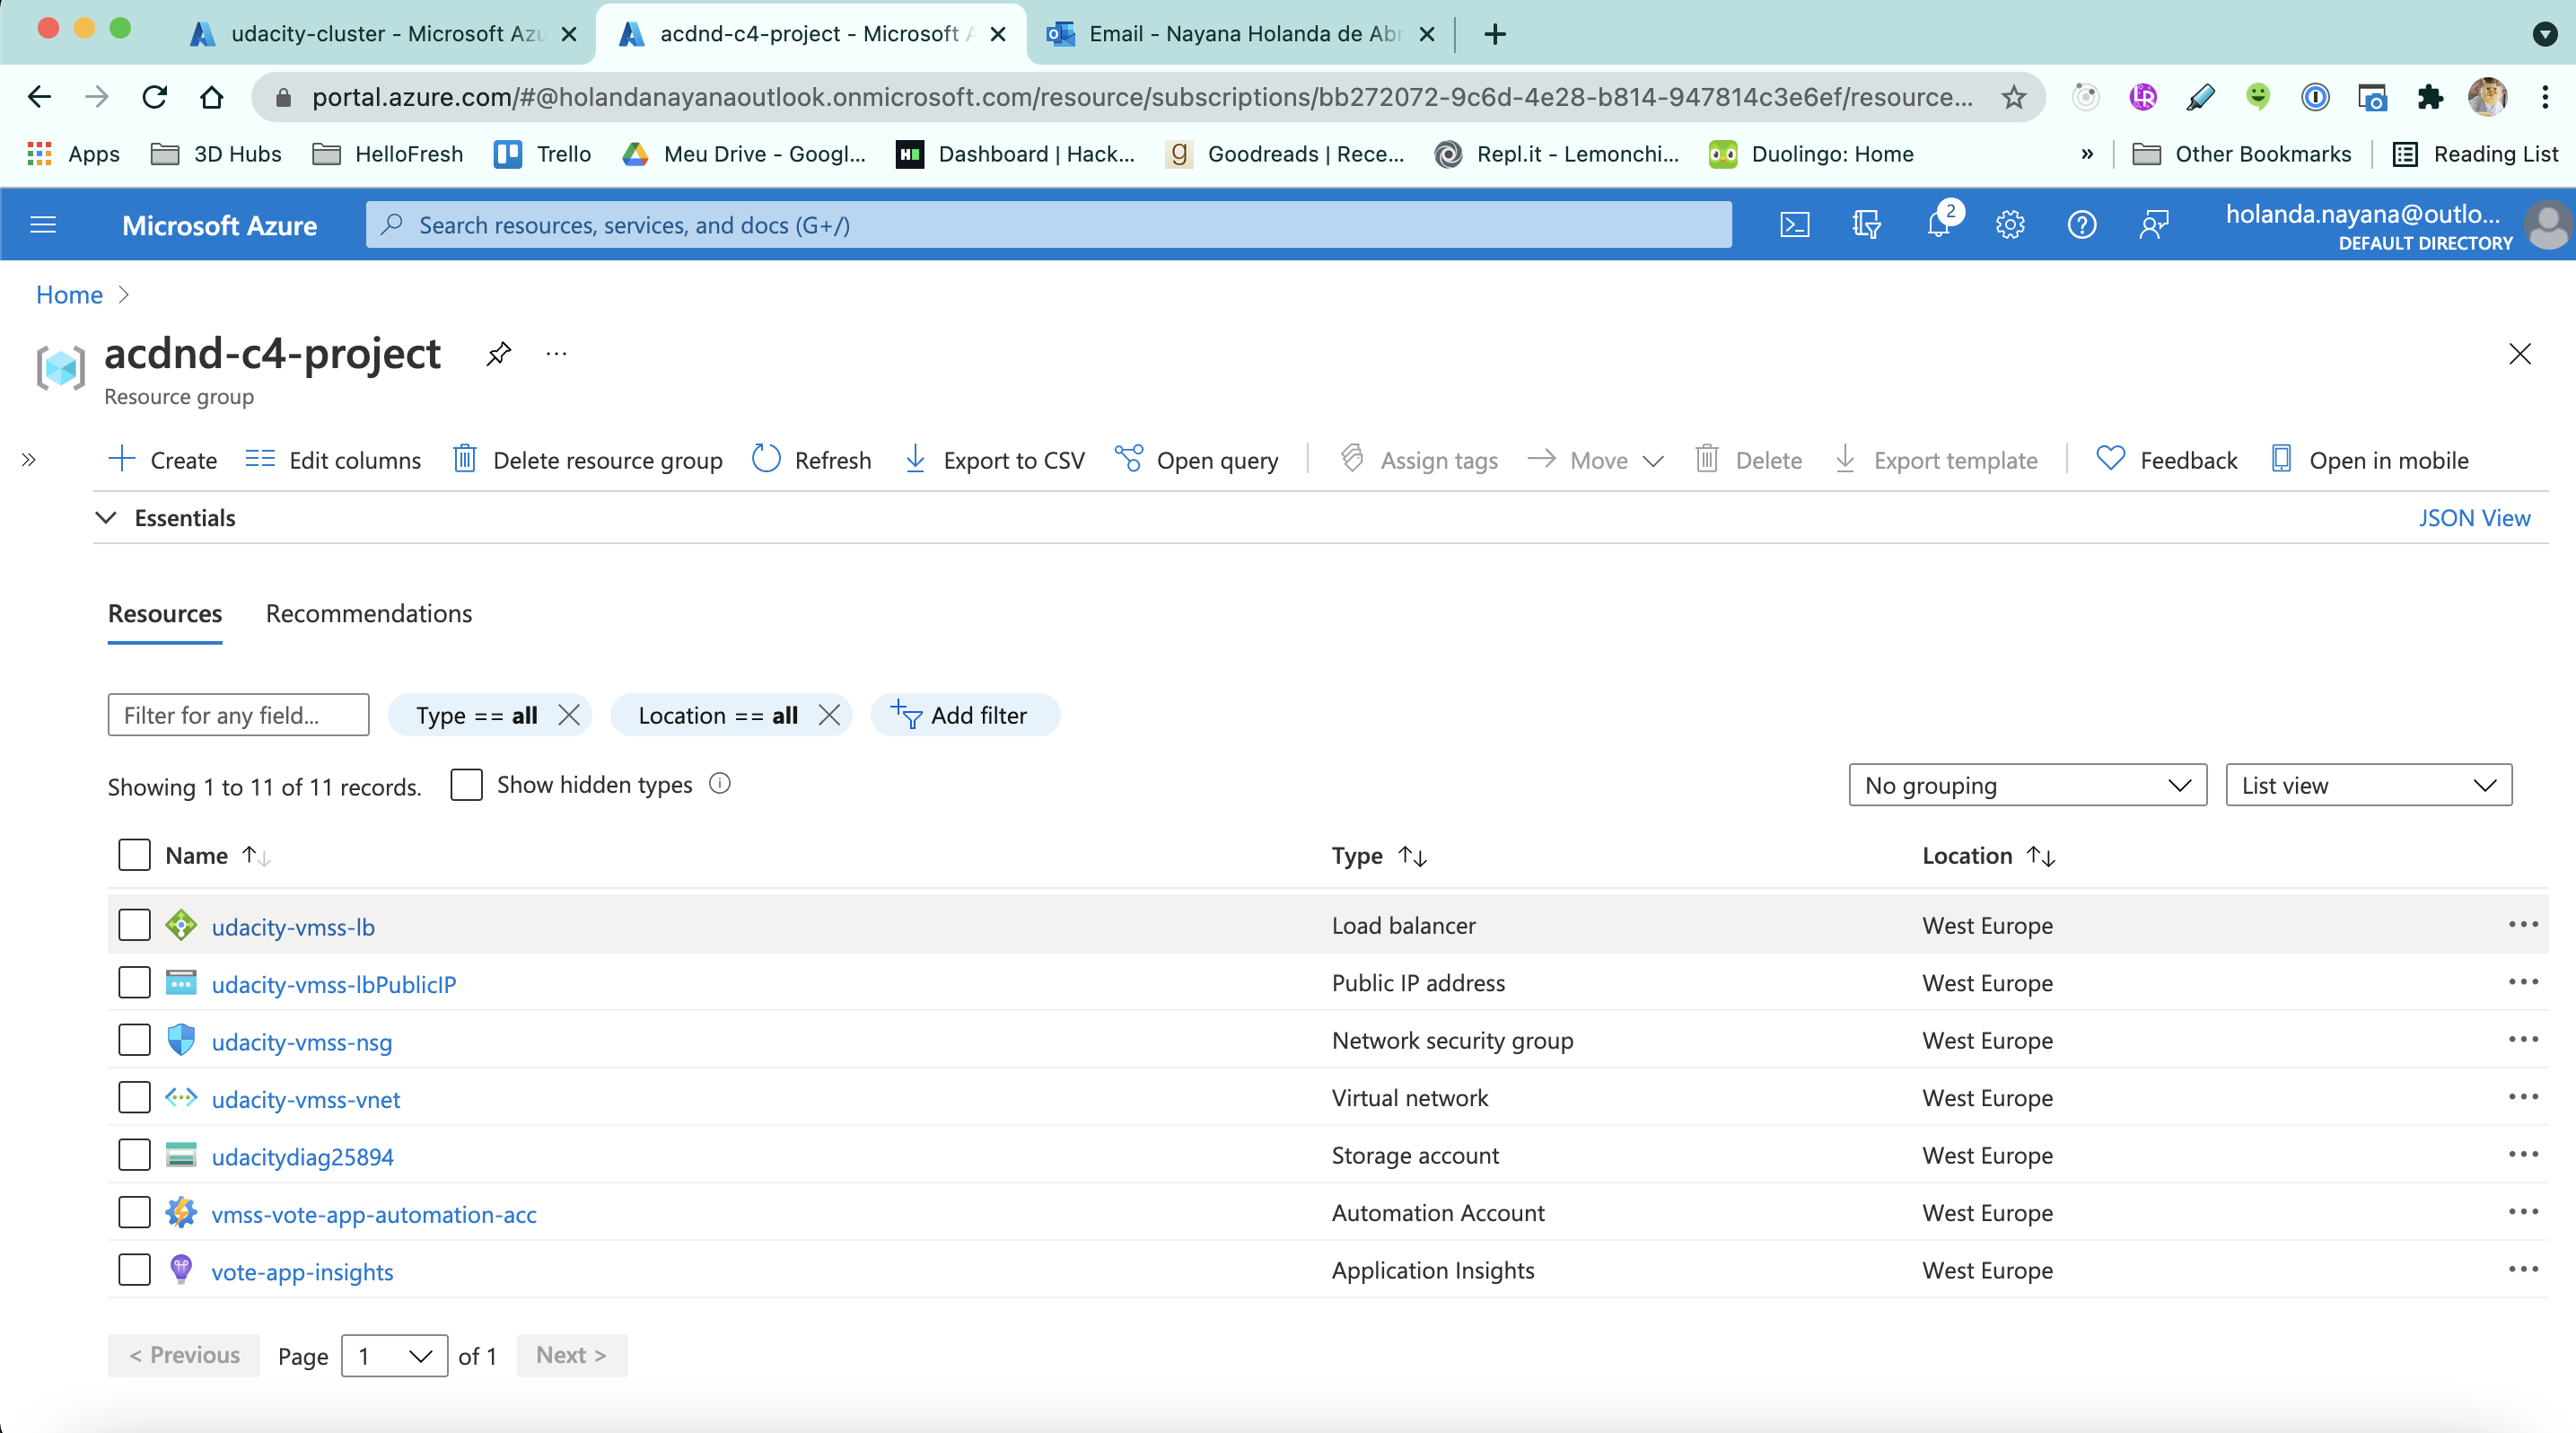 udacity-cluster - Microsoft Azu
acdnd-c4-project - Microsoft A
Email - Nayana Holanda de Abr
portal.azure.com/#@holandanayanaoutlook.onmicrosoft.com/resource/subscriptions/bb272072-9c6d-4e28-b814-947814c3e6ef/resource...
Apps 3D Hubs HelloFresh Trello Meu Drive - Googl... Dashboard | Hack... Goodreads | Rece... Repl.it - Lemonchi... Duolingo: Home » Other Bookmarks Reading List
Microsoft Azure
Search resources, services, and docs (G+/)
2
holanda.nayana@outlo...
DEFAULT DIRECTORY
Home >
acdnd-c4-project ...
Resource group
» Create Edit columns Delete resource group Refresh Export to CSV Open query Assign tags Move Delete Export template Feedback Open in mobile
Essentials JSON View
Resources Recommendations
Filter for any field... Type == all Location == all Add filter
Showing 1 to 11 of 11 records. Show hidden types No grouping List view
Name Type Location
udacity-vmss-lb Load balancer West Europe
udacity-vmss-lbPublicIP Public IP address West Europe
udacity-vmss-nsg Network security group West Europe
udacity-vmss-vnet Virtual network West Europe
udacitydiag25894 Storage account West Europe
vmss-vote-app-automation-acc Automation Account West Europe
vote-app-insights Application Insights West Europe
< Previous Page 1 of 1 Next >